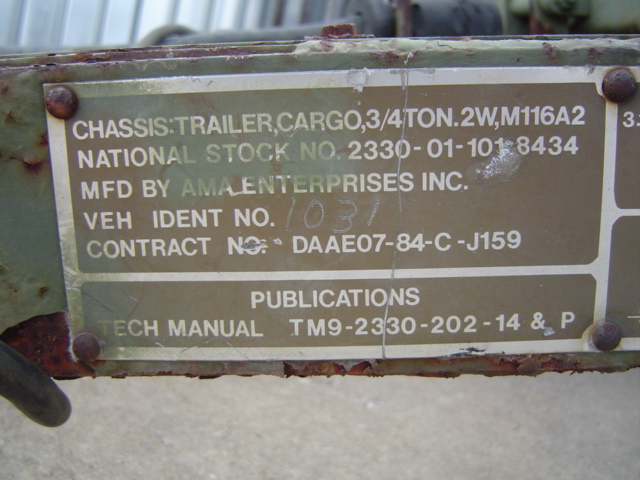 CHASSIS:TRAILER,CARGO,3/4TON.2W,M116A2
NATIONAL STOCK NO. 2330-01-101-8434
MFD BY AMA ENTERPRISES INC.
VEH IDENT NO. 1031
CONTRACT NO. DAAE07-84-C-J159
PUBLICATIONS
TECH MANUAL TM9-2330-202-14 & P
3.